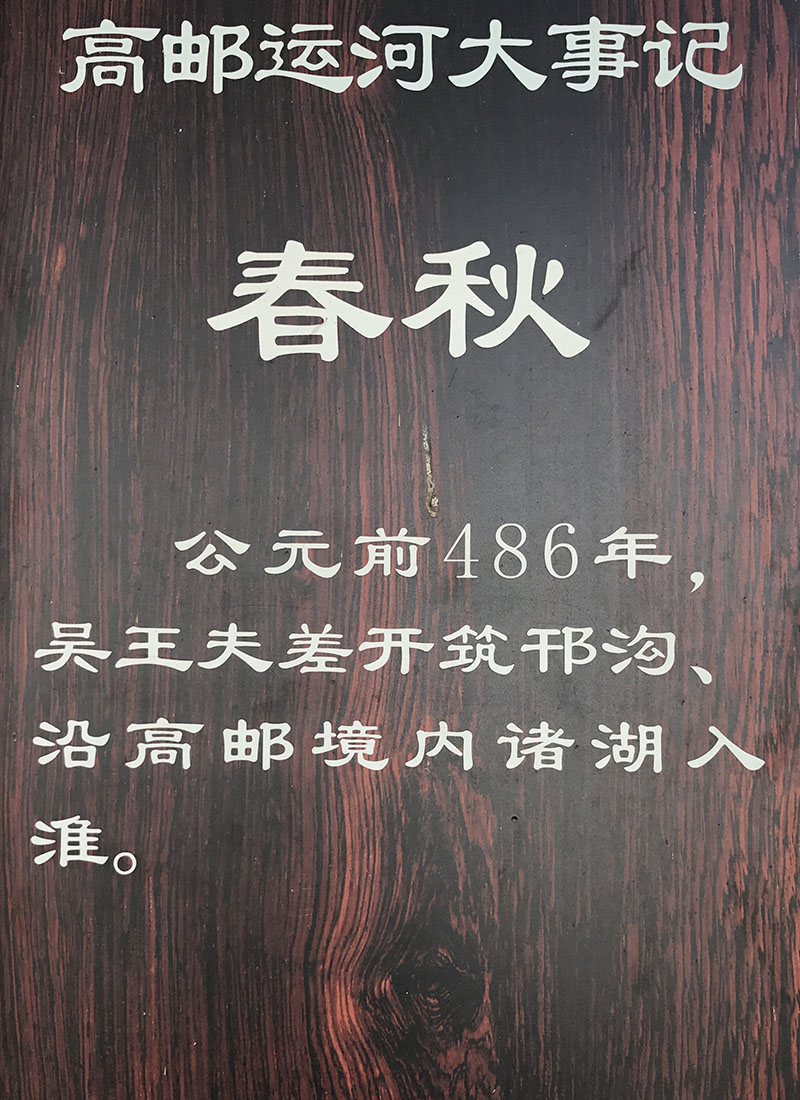 高邮运河大事记
春秋
公元前486年，
吴王夫差开筑邗沟、
沿高邮境内诸湖入
淮。